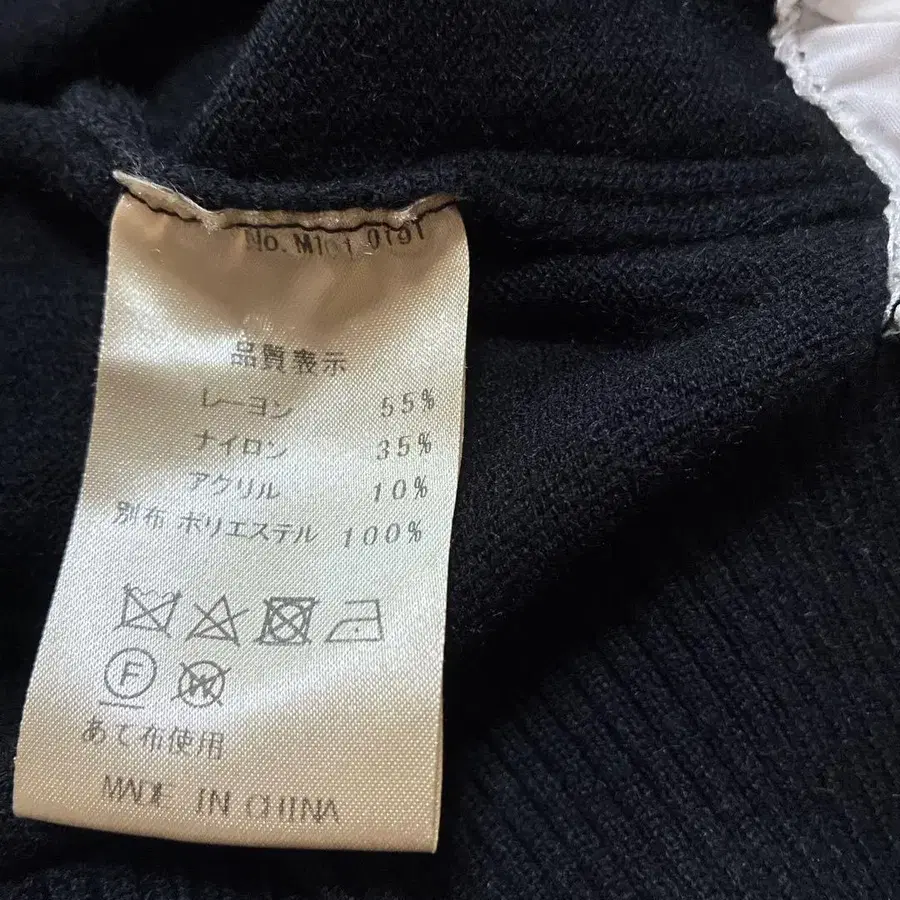 No. M101 0191
品質表示
レーヨン 55%
ナイロン 35%
アクリル 10%
別布 ポリエステル 100%
F W
あて布使用
MADE IN CHINA